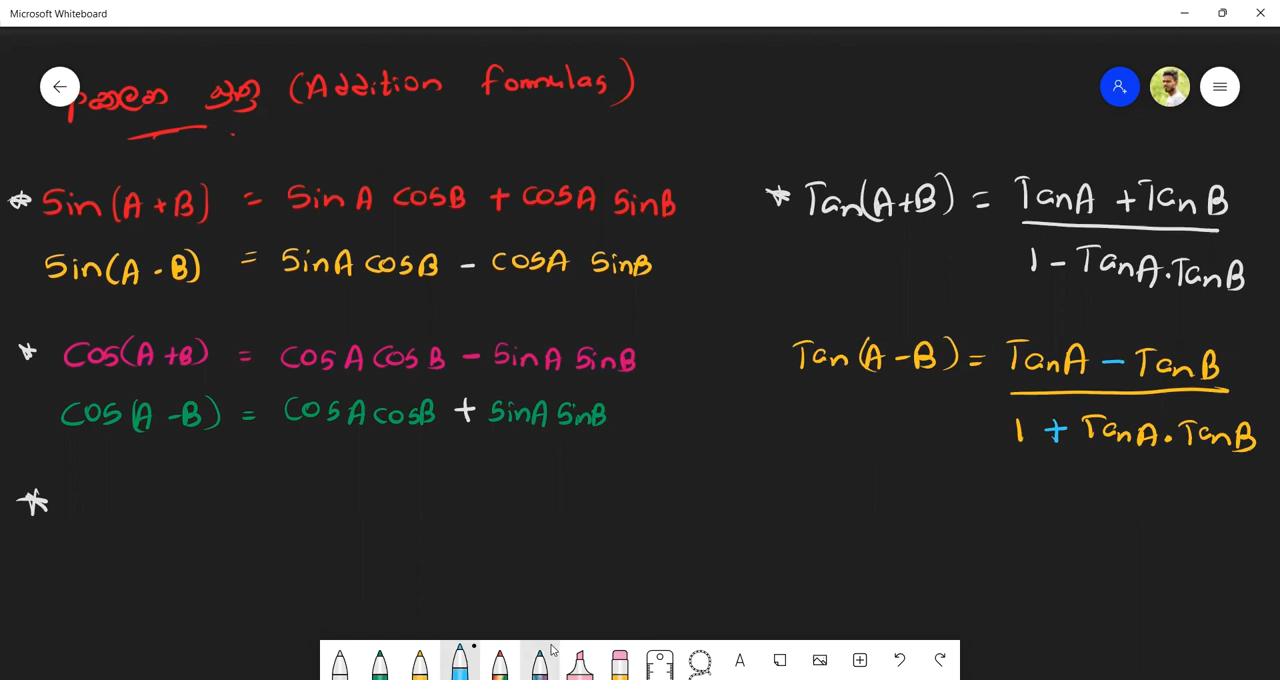 Microsoft Whiteboard
ආකලන සූත්‍ර (Addition formulas)
* Sin(A+B) = SinA cosB + cosA sinB
Sin(A-B) = SinA cosB - cosA sinB
* Cos(A+B) = cosA cosB - sinA sinB
cos(A-B) = cosA cosB + sinA sinB
*
* Tan(A+B) = TanA + TanB
1 - TanA.TanB
Tan(A-B) = TanA - TanB
1 + TanA.TanB